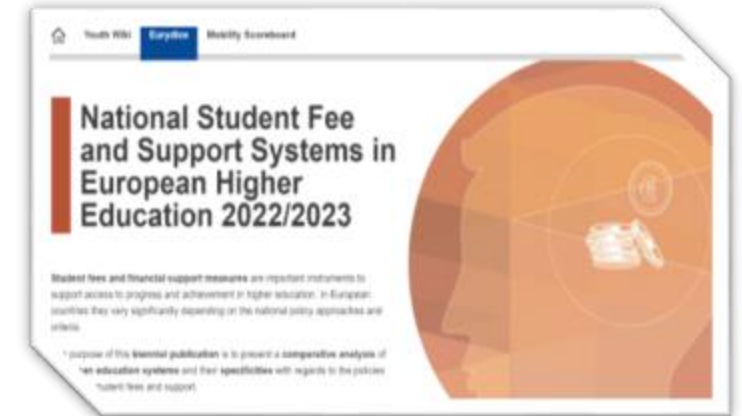 Youth Wiki Eurydice Mobility Scoreboard
National Student Fee
and Support Systems in
European Higher
Education 2022/2023
Student fees and financial support measures are important instruments to
support access to progress and achievement in higher education. In European
countries they vary significantly depending on the national policy approaches and
criteria.
purpose of this biennial publication is to present a comparative analysis of
education systems and their specificities with regards to the policies
student fees and support.